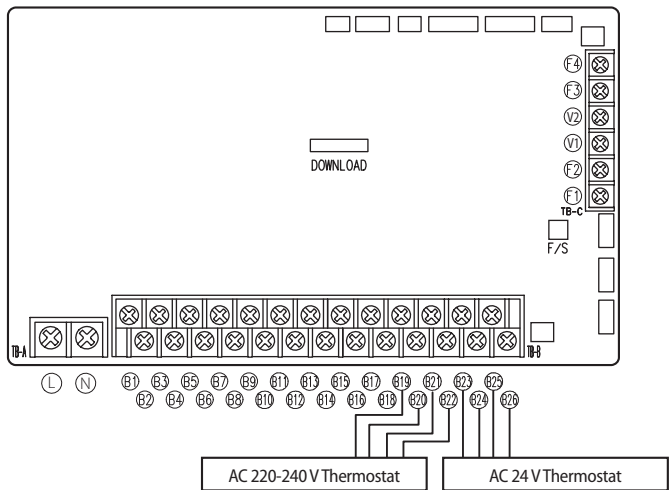 F4
F3
V2
V1
F2
F1
DOWNLOAD
TB-C
F/S
TB-A
TB-B
L N B1 B3 B5 B7 B9 B11 B13 B15 B17 B19 B21 B23 B25
B2 B4 B6 B8 B10 B12 B14 B16 B18 B20 B22 B24 B26
AC 220-240 V Thermostat
AC 24 V Thermostat